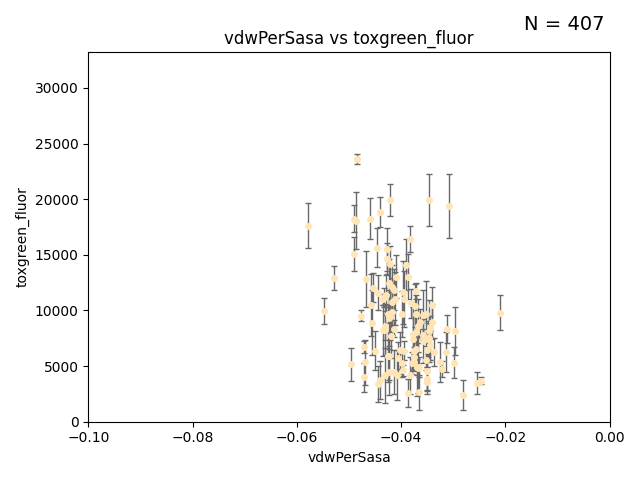 N = 407
vdwPerSasa vs toxgreen_fluor
toxgreen_fluor
30000
25000
20000
15000
10000
5000
0
−0.10 −0.08 −0.06 −0.04 −0.02 0.00
vdwPerSasa